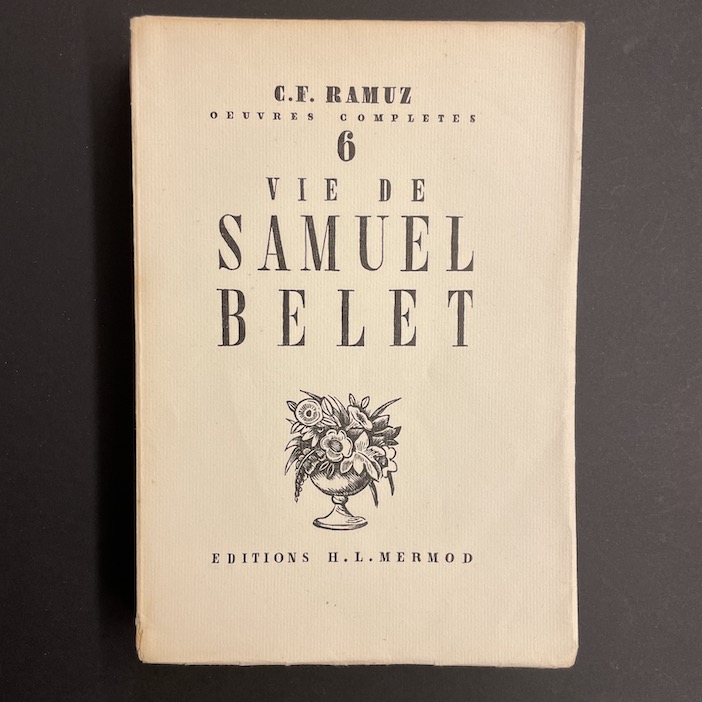 C.F. RAMUZ
OEUVRES COMPLETES
6
VIE DE
SAMUEL
BELET
EDITIONS H.L.MERMOD